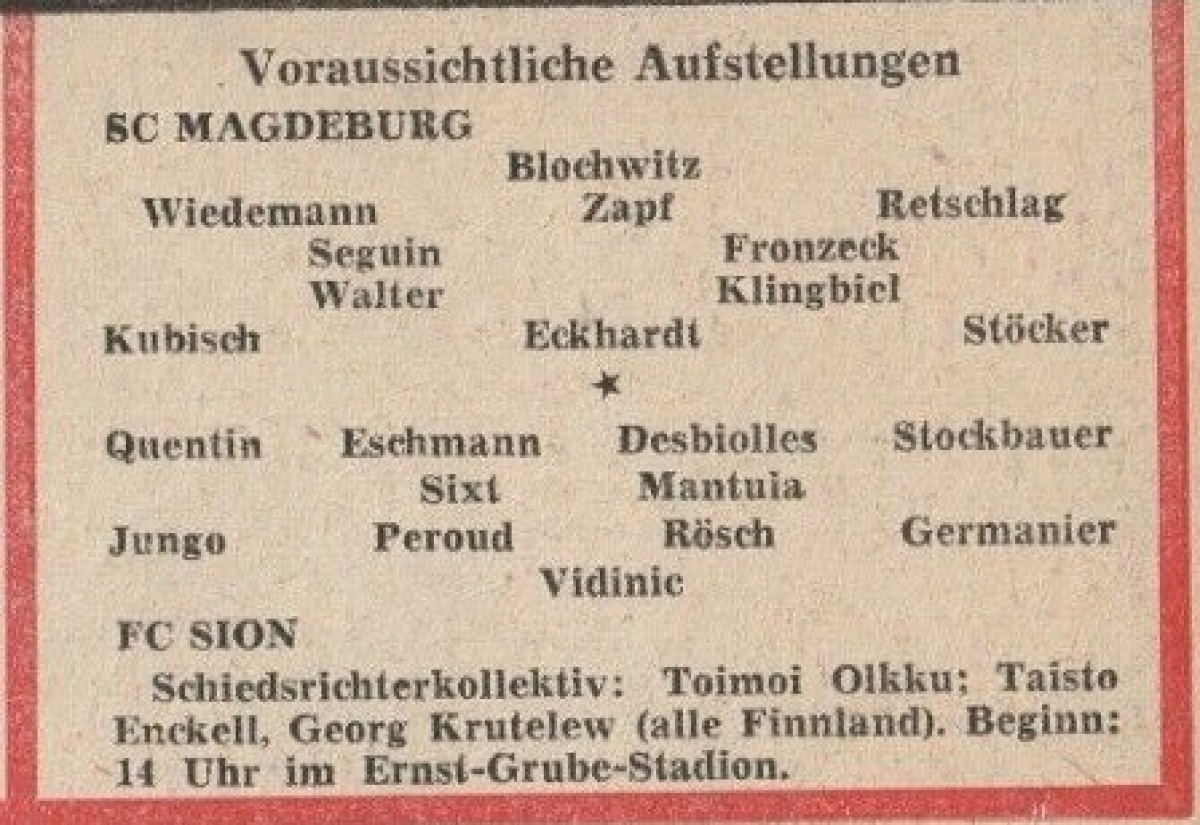 Voraussichtliche Aufstellungen
SC MAGDEBURG
Blochwitz
Wiedemann Zapf Retschlag
Seguin Fronzeck
Walter Klingbiel
Kubisch Eckhardt Stöcker
★
Quentin Eschmann Desbiolles Stockbauer
Sixt Mantula
Jungo Peroud Rösch Germanier
Vidinic
FC SION
Schiedsrichterkollektiv: Toimoi Olkku; Taisto
Enckell, Georg Krutelew (alle Finnland). Beginn:
14 Uhr im Ernst-Grube-Stadion.